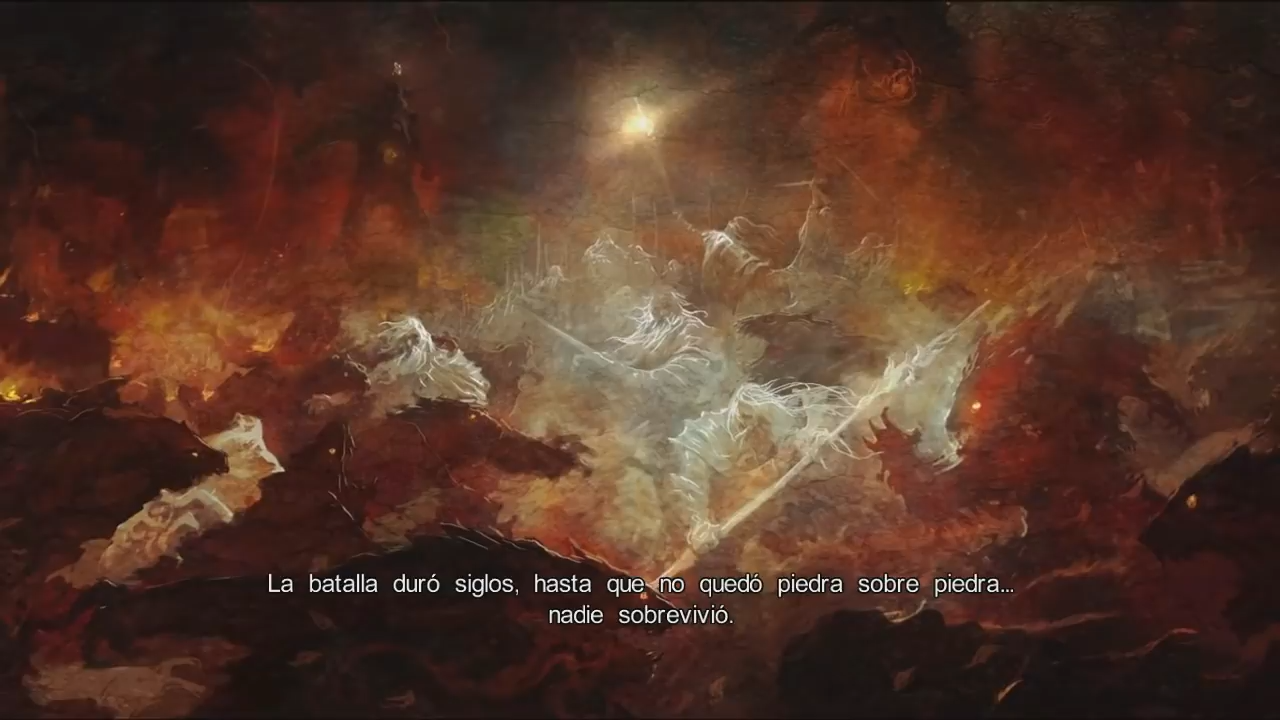 La batalla duró siglos, hasta que no quedó piedra sobre piedra...
nadie sobrevivió.